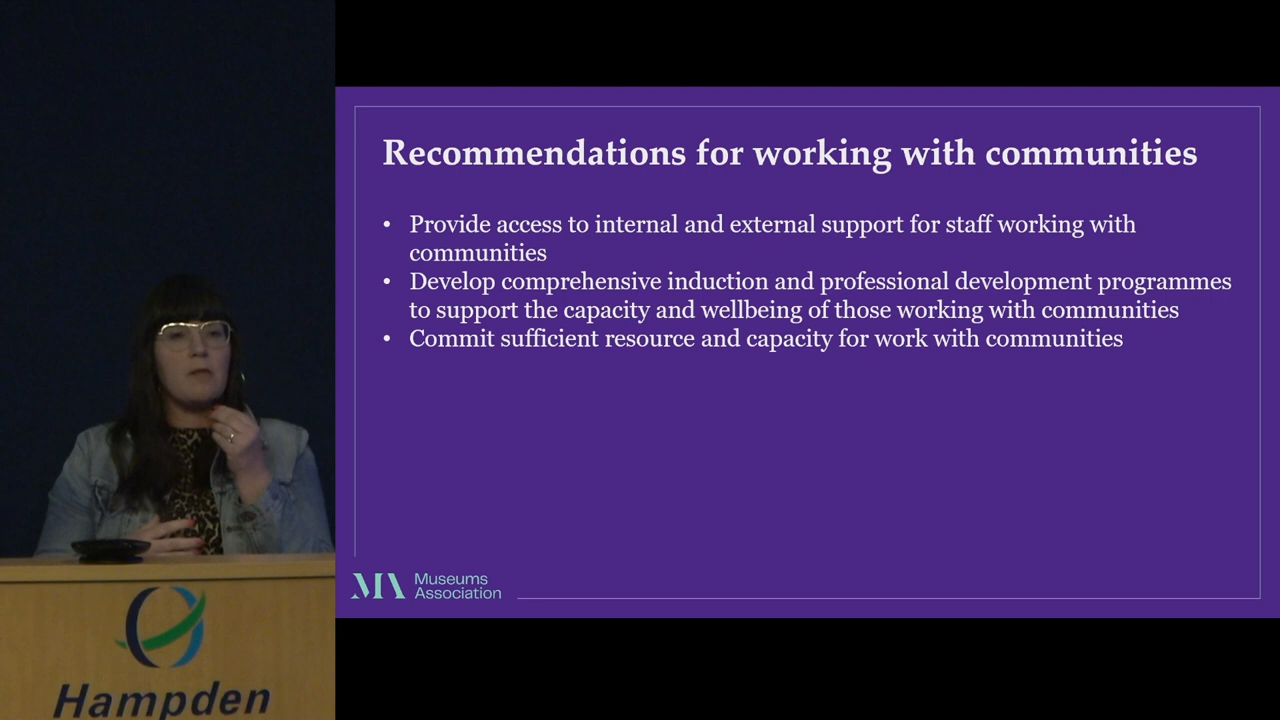 Recommendations for working with communities
• Provide access to internal and external support for staff working with
communities
• Develop comprehensive induction and professional development programmes
to support the capacity and wellbeing of those working with communities
• Commit sufficient resource and capacity for work with communities
MA Museums
Association
Hampden